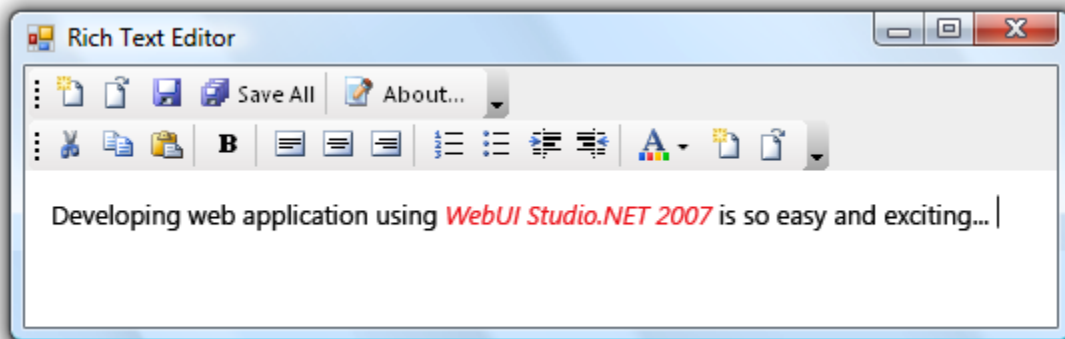 Rich Text Editor
Save All About...
B A
Developing web application using WebUI Studio.NET 2007 is so easy and exciting...